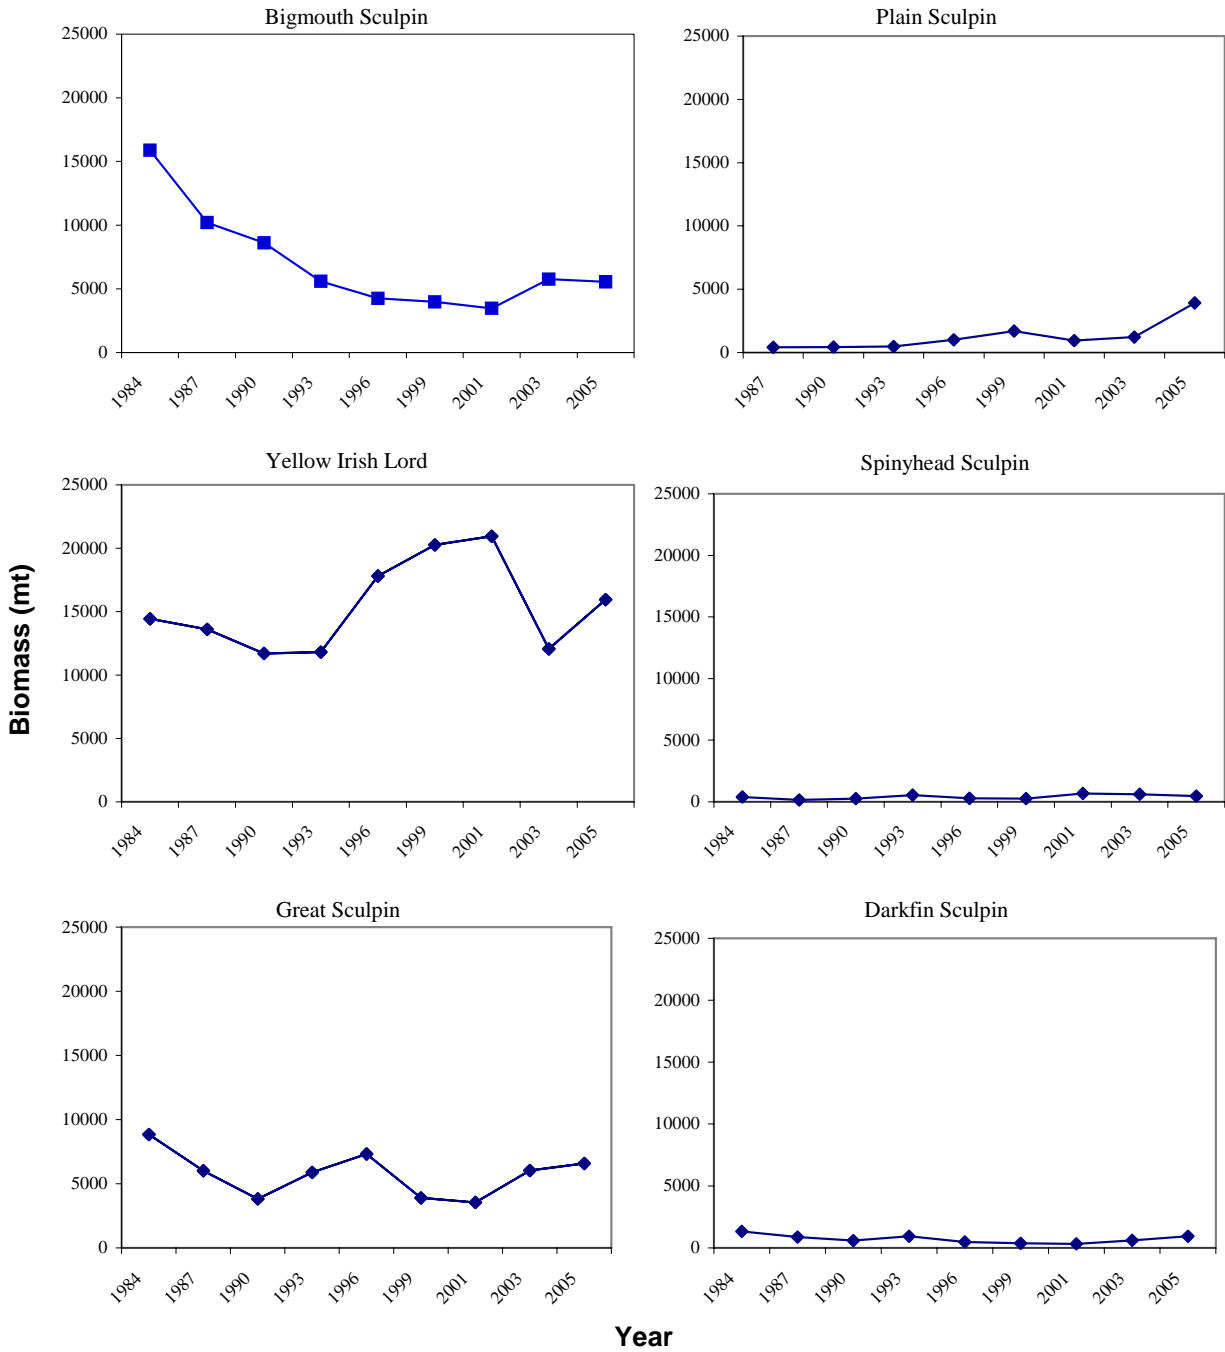 Bigmouth Sculpin
25000
20000
15000
10000
5000
0
1984 1987 1990 1993 1996 1999 2001 2003 2005
Plain Sculpin
25000
20000
15000
10000
5000
0
1987 1990 1993 1996 1999 2001 2003 2005
Biomass (mt)
Yellow Irish Lord
25000
20000
15000
10000
5000
0
1984 1987 1990 1993 1996 1999 2001 2003 2005
Spinyhead Sculpin
25000
20000
15000
10000
5000
0
1984 1987 1990 1993 1996 1999 2001 2003 2005
Great Sculpin
25000
20000
15000
10000
5000
0
1984 1987 1990 1993 1996 1999 2001 2003 2005
Darkfin Sculpin
25000
20000
15000
10000
5000
0
1984 1987 1990 1993 1996 1999 2001 2003 2005
Year